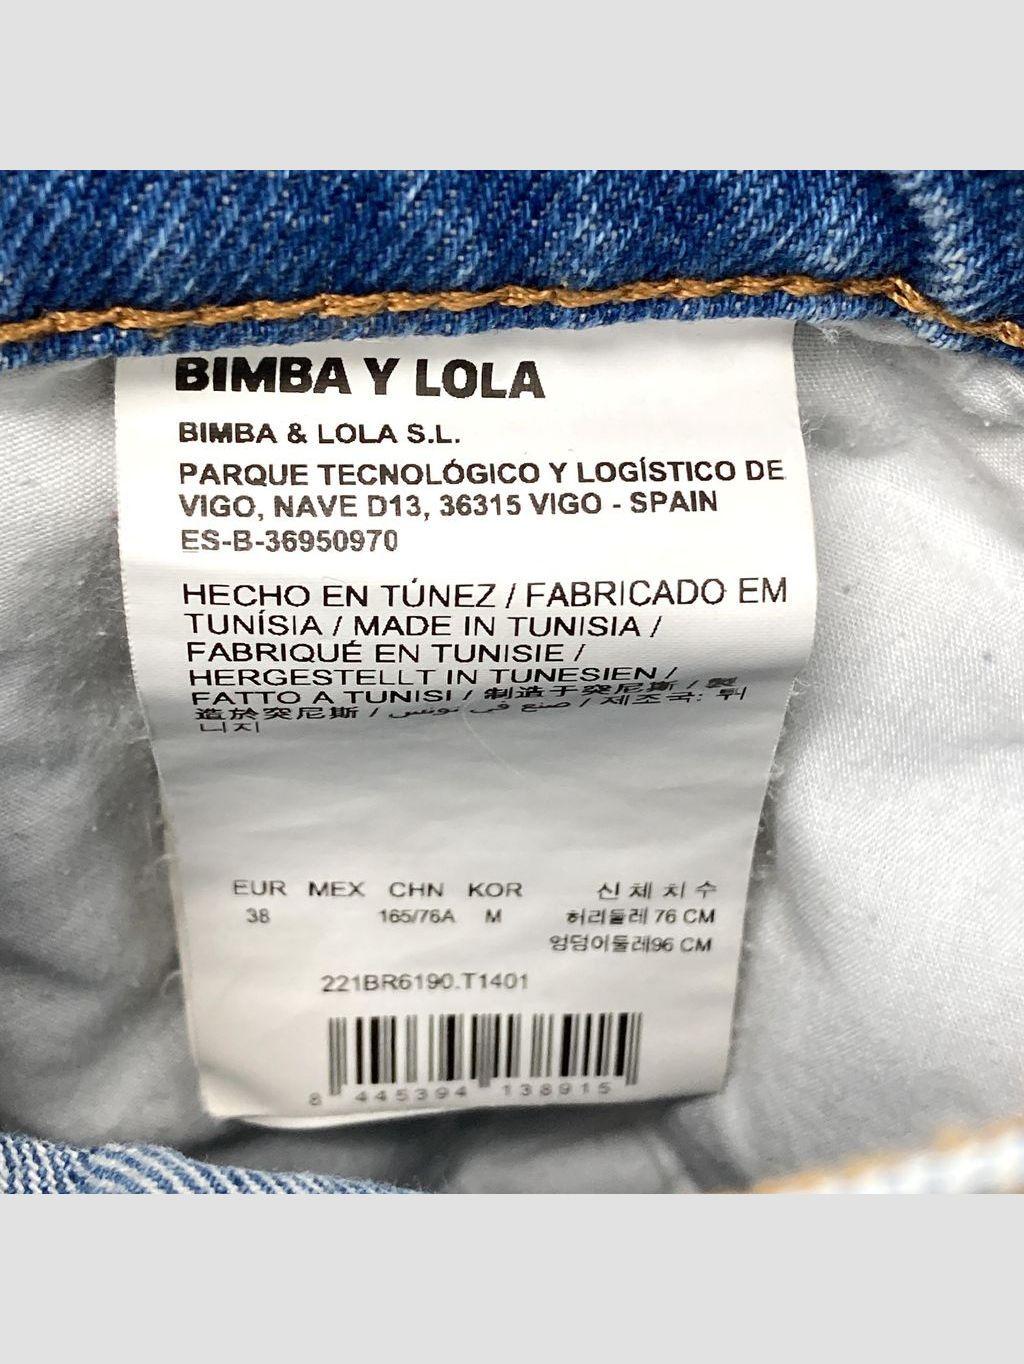 BIMBA Y LOLA
BIMBA & LOLA S.L.
PARQUE TECNOLÓGICO Y LOGÍSTICO DE
VIGO, NAVE D13, 36315 VIGO - SPAIN
ES-B-36950970
HECHO EN TÚNEZ / FABRICADO EM
TUNÍSIA / MADE IN TUNISIA /
FABRIQUÉ EN TUNISIE /
HERGESTELLT IN TUNESIEN /
FATTO A TUNISI / 制造于突尼斯 / 製
造於突尼斯 / صنع في تونس / 제조국: 튀
니지
EUR MEX CHN KOR 신체치수
38 165/76A M 허리둘레 76 CM
엉덩이둘레96 CM
221BR6190.T1401
8 445394 138915